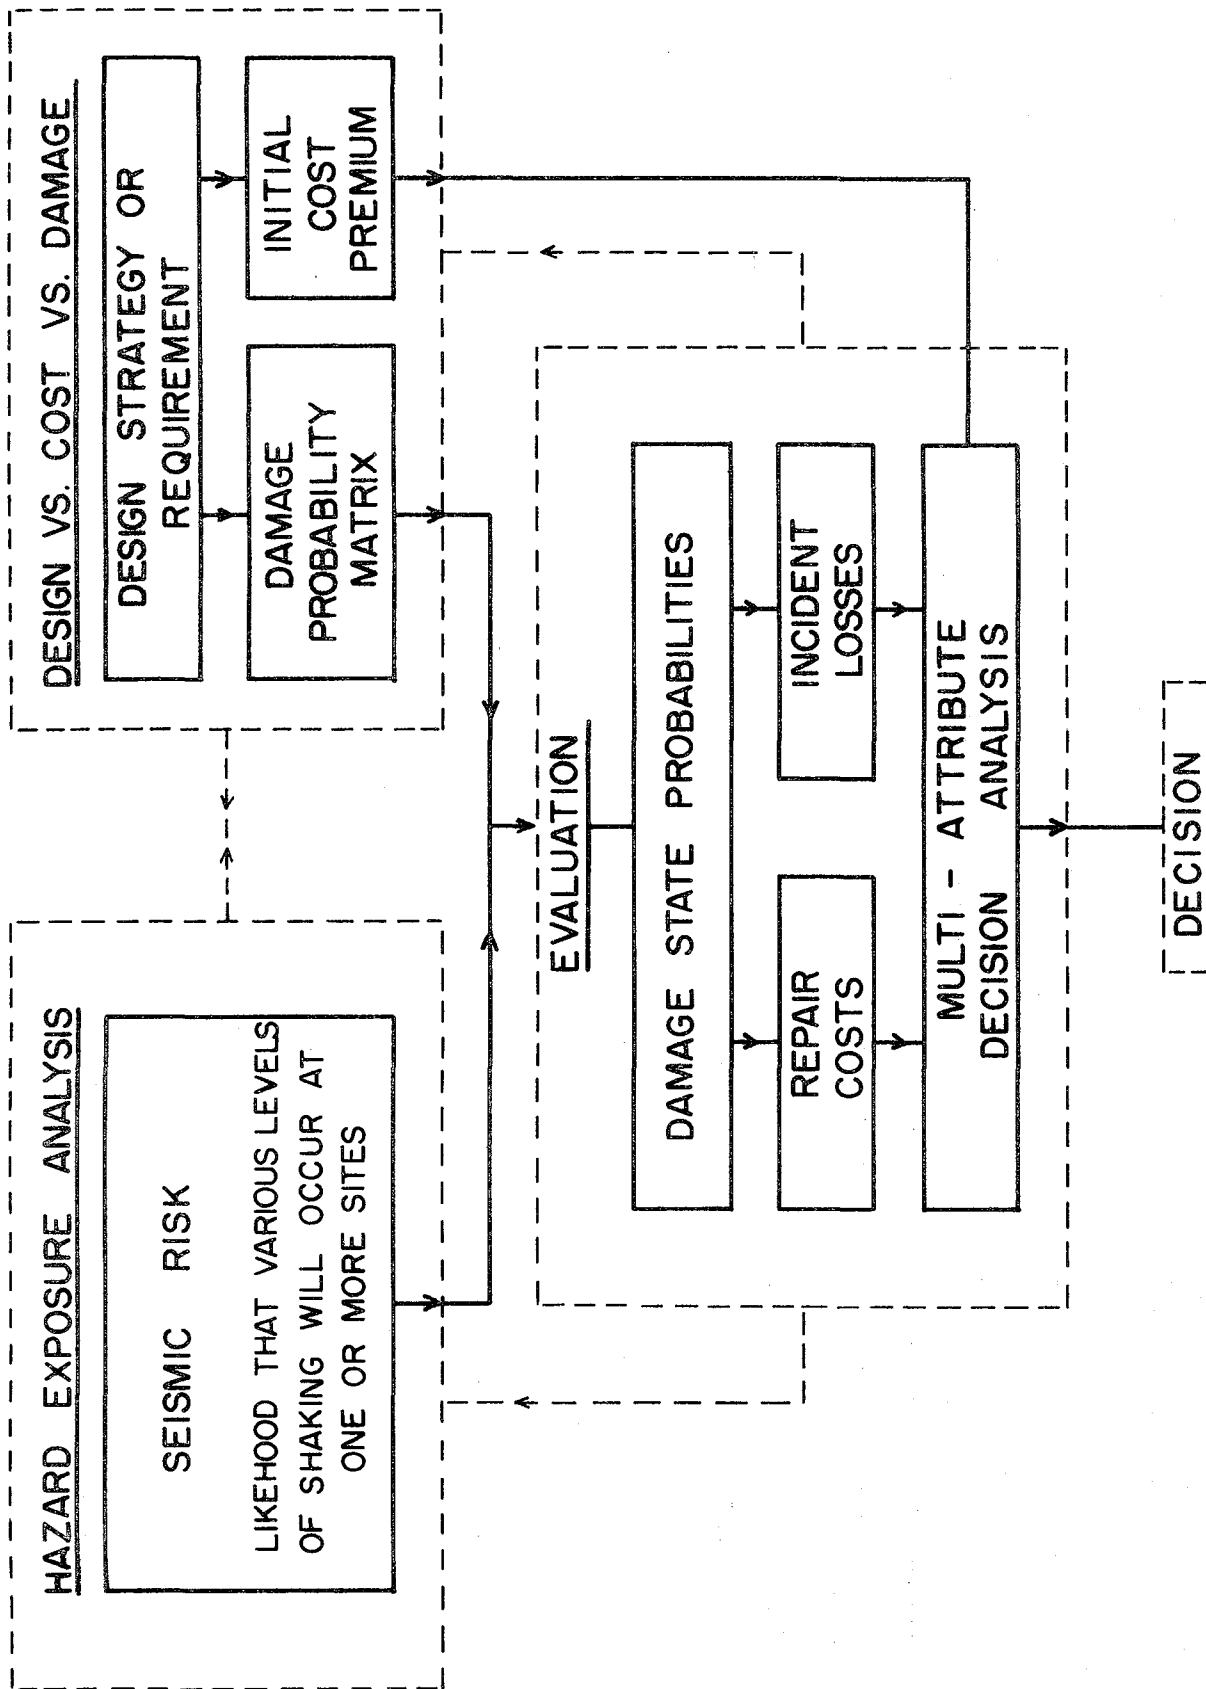 HAZARD EXPOSURE ANALYSIS
SEISMIC RISK
LIKEHOOD THAT VARIOUS LEVELS
OF SHAKING WILL OCCUR AT
ONE OR MORE SITES
DESIGN VS. COST VS. DAMAGE
DESIGN STRATEGY OR
REQUIREMENT
DAMAGE
PROBABILITY
MATRIX
INITIAL
COST
PREMIUM
EVALUATION
DAMAGE STATE PROBABILITIES
REPAIR
COSTS
INCIDENT
LOSSES
MULTI - ATTRIBUTE
DECISION ANALYSIS
DECISION